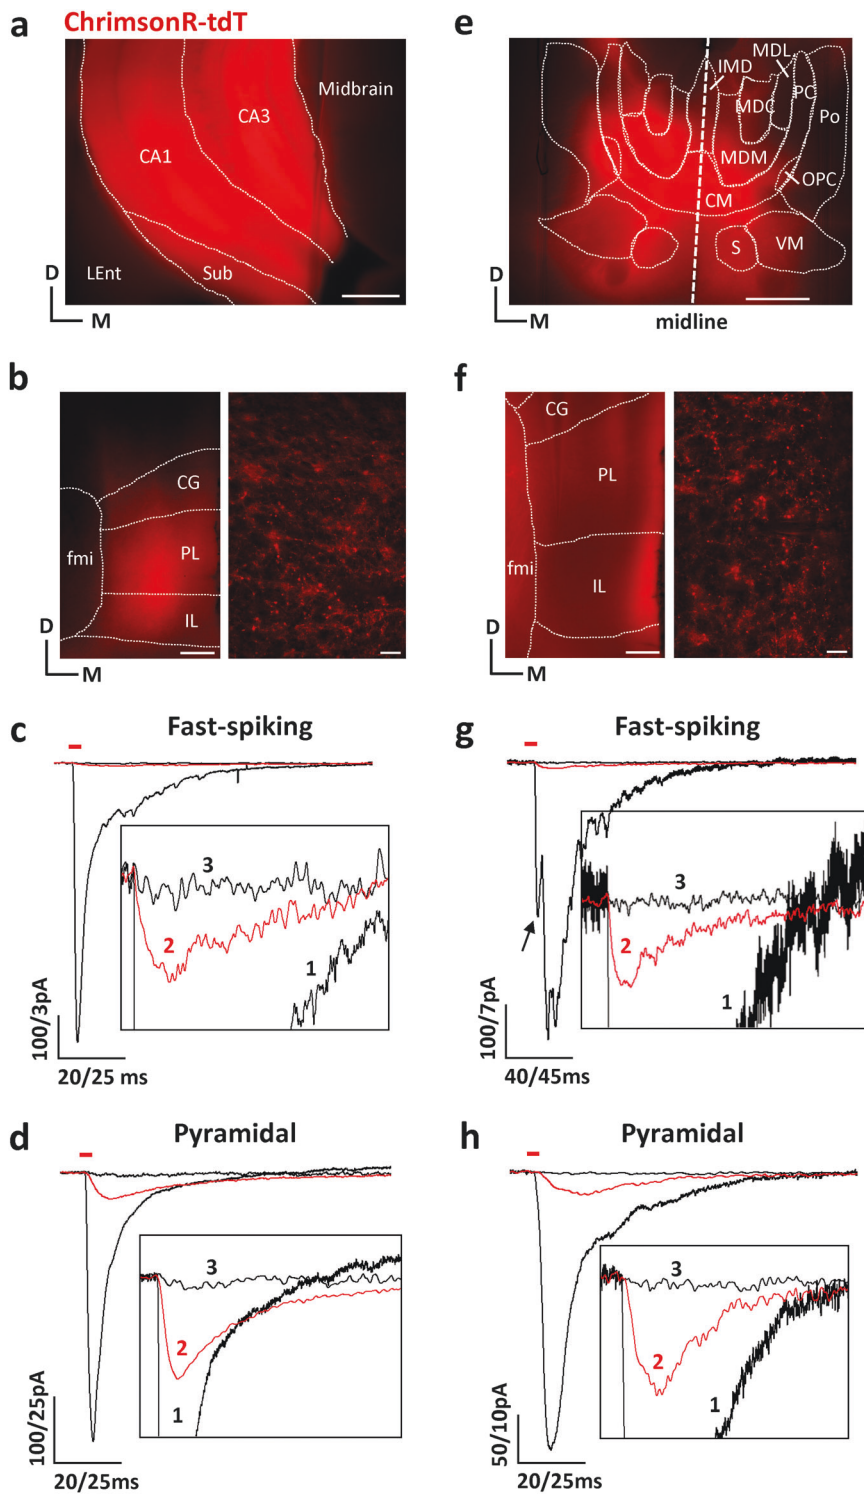 a
ChrimsonR-tdT
CA3
Midbrain
CA1
LEnt
Sub
D
M
e
MDL
IMD
PC
MDC
Po
MDM
OPC
CM
S
VM
D
M
midline
b
CG
fmi
PL
IL
D
M
f
CG
PL
fmi
IL
D
M
c
Fast-spiking
3
2
1
100/3pA
20/25 ms
g
Fast-spiking
3
2
1
100/7pA
40/45ms
d
Pyramidal
3
2
1
100/25pA
20/25ms
h
Pyramidal
3
2
1
50/10pA
20/25ms